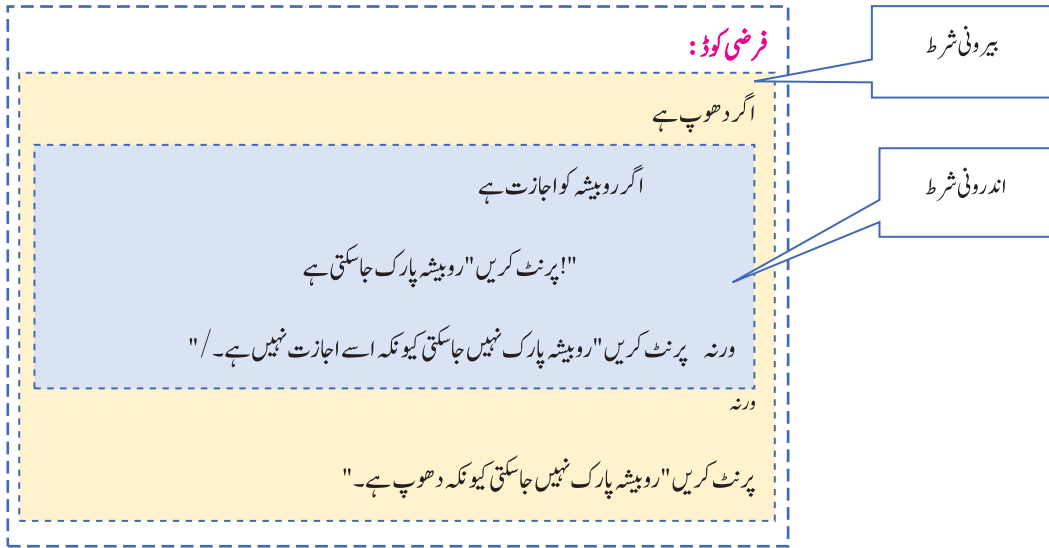 فرضی کوڈ:
بیرونی شرط
اگر دھوپ ہے
اندرونی شرط
اگر روبیشہ کو اجازت ہے
"!پرنٹ کریں "روبیشہ پارک جاسکتی ہے
ورنہ پرنٹ کریں "روبیشہ پارک نہیں جاسکتی کیونکہ اسے اجازت نہیں ہے۔/"
ورنہ
پرنٹ کریں "روبیشہ پارک نہیں جاسکتی کیونکہ دھوپ ہے۔"